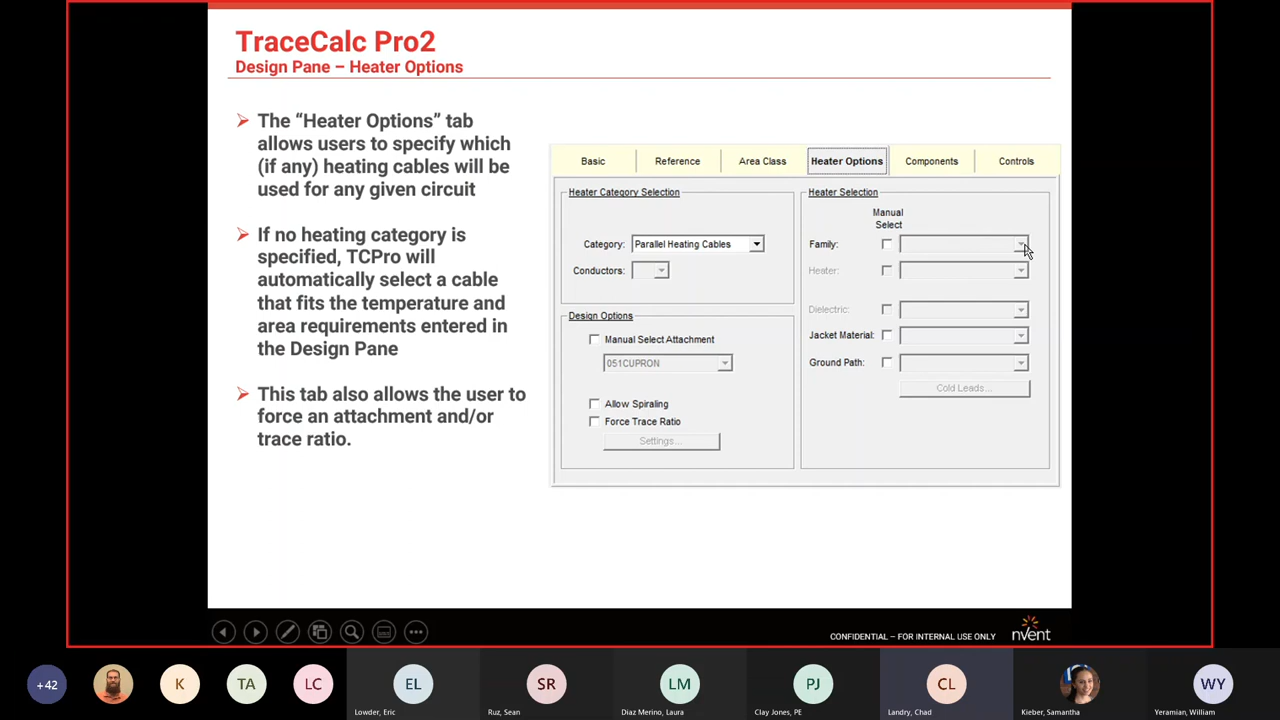 TraceCalc Pro2
Design Pane – Heater Options
➢ The “Heater Options” tab
allows users to specify which
(if any) heating cables will be
used for any given circuit
➢ If no heating category is
specified, TCPro will
automatically select a cable
that fits the temperature and
area requirements entered in
the Design Pane
➢ This tab also allows the user to
force an attachment and/or
trace ratio.
Basic Reference Area Class Heater Options Components Controls
Heater Category Selection
Category: Parallel Heating Cables
Conductors:
Design Options
Manual Select Attachment
051CUPRON
Allow Spiraling
Force Trace Ratio
Settings...
Heater Selection
Manual
Select
Family:
Heater:
Dielectric:
Jacket Material:
Ground Path:
Cold Leads...
CONFIDENTIAL – FOR INTERNAL USE ONLY nvent
+42 K TA LC EL SR LM PJ CL WY
Lowder, Eric Ruz, Sean Diaz Merino, Laura Clay Jones, PE Landry, Chad Kieber, Samantha Yeramian, William